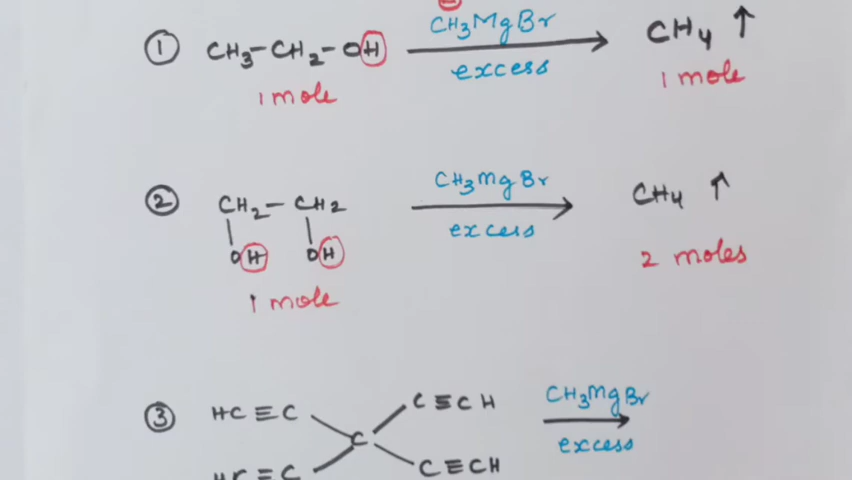 ① CH3-CH2-OH CH3MgBr CH4 ↑
excess
1 mole 1 mole
② CH2-CH2 CH3MgBr CH4 ↑
excess
OH OH 2 moles
1 mole
③ HC≡C C≡CH CH3MgBr
C excess
HC≡C C≡CH